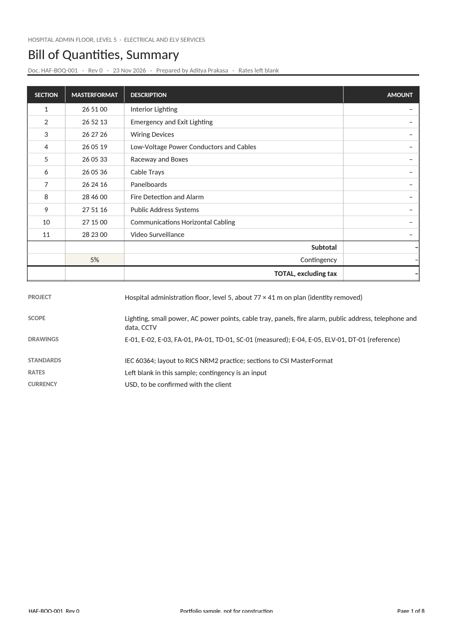 HOSPITAL ADMIN FLOOR, LEVEL 5 · ELECTRICAL AND ELV SERVICES
Bill of Quantities, Summary
Doc. HAF-BOQ-001 · Rev 0 · 23 Nov 2026 · Prepared by Aditya Prakasa · Rates left blank
SECTION MASTERFORMAT DESCRIPTION AMOUNT
1 26 51 00 Interior Lighting –
2 26 52 13 Emergency and Exit Lighting –
3 26 27 26 Wiring Devices –
4 26 05 19 Low-Voltage Power Conductors and Cables –
5 26 05 33 Raceway and Boxes –
6 26 05 36 Cable Trays –
7 26 24 16 Panelboards –
8 28 46 00 Fire Detection and Alarm –
9 27 51 16 Public Address Systems –
10 27 15 00 Communications Horizontal Cabling –
11 28 23 00 Video Surveillance –
Subtotal –
5% Contingency –
TOTAL, excluding tax –
PROJECT Hospital administration floor, level 5, about 77 × 41 m on plan (identity removed)
SCOPE Lighting, small power, AC power points, cable tray, panels, fire alarm, public address, telephone and
data, CCTV
DRAWINGS E-01, E-02, E-03, FA-01, PA-01, TD-01, SC-01 (measured); E-04, E-05, ELV-01, DT-01 (reference)
STANDARDS IEC 60364; layout to RICS NRM2 practice; sections to CSI MasterFormat
RATES Left blank in this sample; contingency is an input
CURRENCY USD, to be confirmed with the client
HAF-BOQ-001 Rev 0 Portfolio sample, not for construction Page 1 of 8